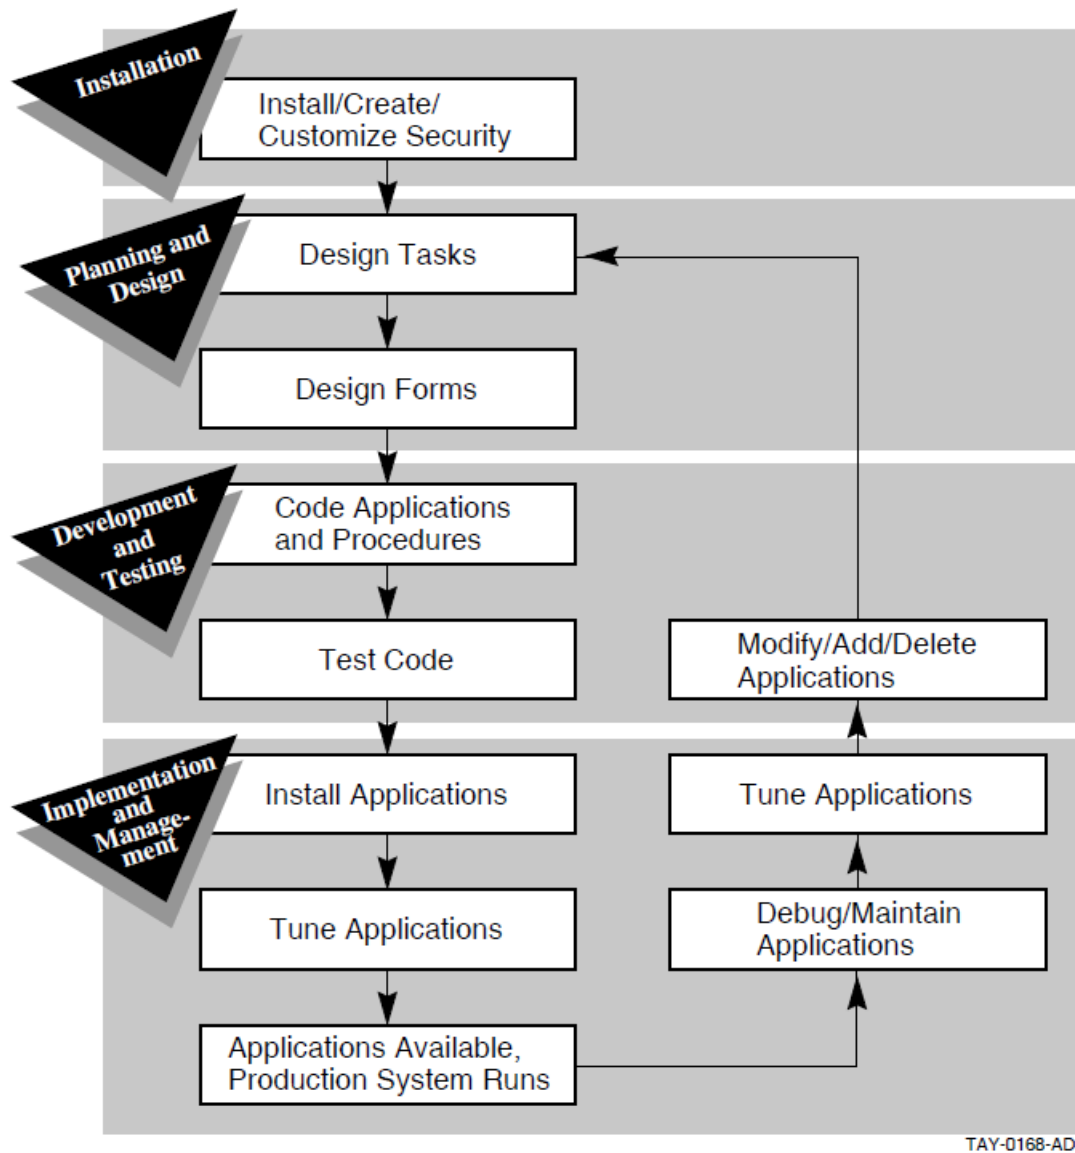 Installation
Install/Create/
Customize Security
Planning and
Design
Design Tasks
Design Forms
Development
and
Testing
Code Applications
and Procedures
Test Code
Modify/Add/Delete
Applications
Implementation
and
Manage-
ment
Install Applications
Tune Applications
Tune Applications
Debug/Maintain
Applications
Applications Available,
Production System Runs
TAY-0168-AD